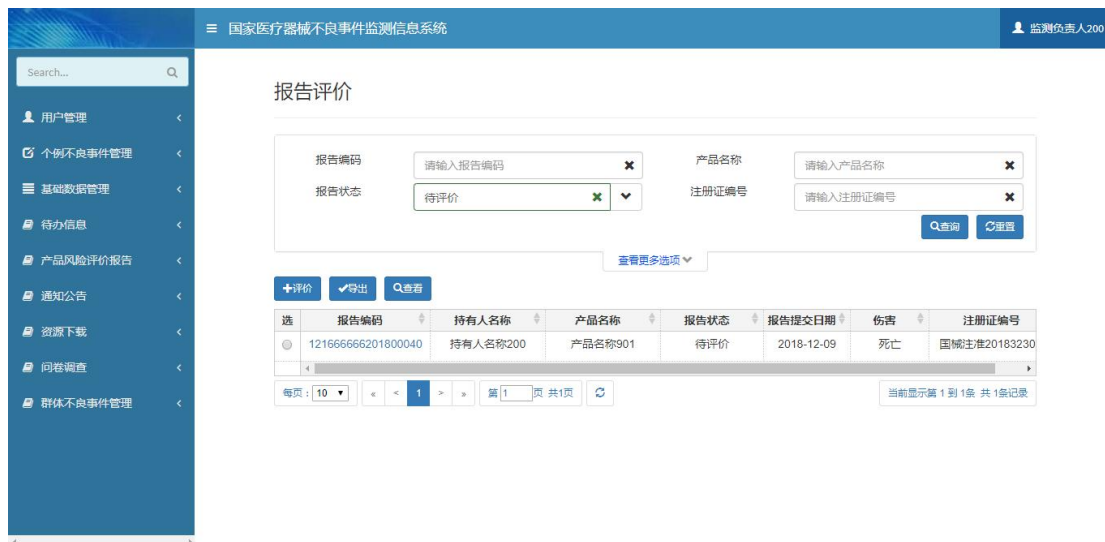 国家医疗器械不良事件监测信息系统
监测负责人200
Search...
用户管理
个例不良事件管理
基础数据管理
待办信息
产品风险评价报告
通知公告
资源下载
问卷调查
群体不良事件管理
报告评价
报告编码 请输入报告编码 产品名称 请输入产品名称
报告状态 待评价 注册证编号 请输入注册证编号
查询 重置
查看更多选项
评价 导出 查看
选 报告编码 持有人名称 产品名称 报告状态 报告提交日期 伤害 注册证编号
121666666201800040 持有人名称200 产品名称901 待评价 2018-12-09 死亡 国械注准20183230
每页: 10 « < 1 > » 第 1 页 共1页 当前显示第 1 到 1条 共 1条记录